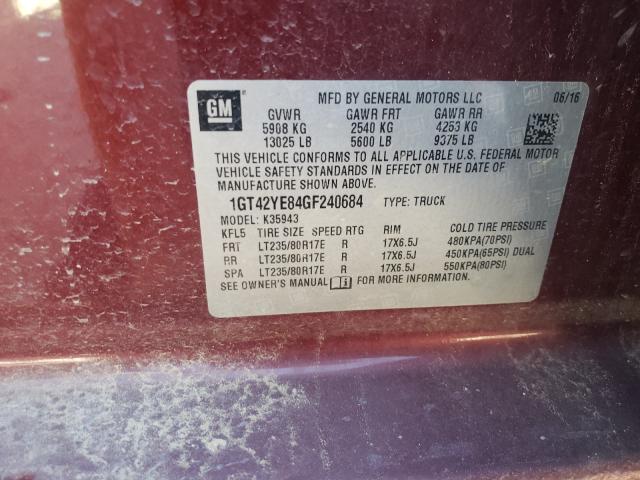 GM
MFD BY GENERAL MOTORS LLC 06/16
GVWR GAWR FRT GAWR RR
5908 KG 2540 KG 4253 KG
13025 LB 5600 LB 9375 LB
THIS VEHICLE CONFORMS TO ALL APPLICABLE U.S. FEDERAL MOTOR
VEHICLE SAFETY STANDARDS IN EFFECT ON THE DATE OF
MANUFACTURE SHOWN ABOVE.
1GT42YE84GF240684 TYPE: TRUCK
MODEL: K35943
KFL5 TIRE SIZE SPEED RTG RIM COLD TIRE PRESSURE
FRT LT235/80R17E R 17X6.5J 480KPA(70PSI)
RR LT235/80R17E R 17X6.5J 450KPA(65PSI) DUAL
SPA LT235/80R17E R 17X6.5J 550KPA(80PSI)
SEE OWNER'S MANUAL FOR MORE INFORMATION.